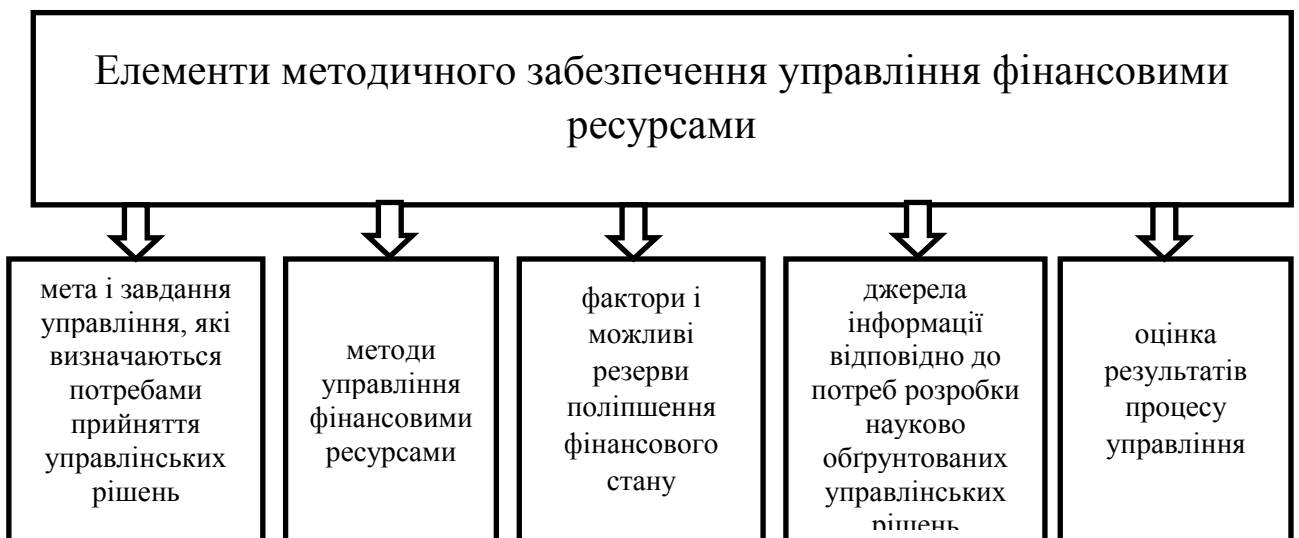 Елементи методичного забезпечення управління фінансовими
ресурсами
мета і завдання
управління, які
визначаються
потребами
прийняття
управлінських
рішень
методи
управління
фінансовими
ресурсами
фактори і
можливі
резерви
поліпшення
фінансового
стану
джерела
інформації
відповідно до
потреб розробки
науково
обґрунтованих
управлінських
рішень
оцінка
результатів
процесу
управління